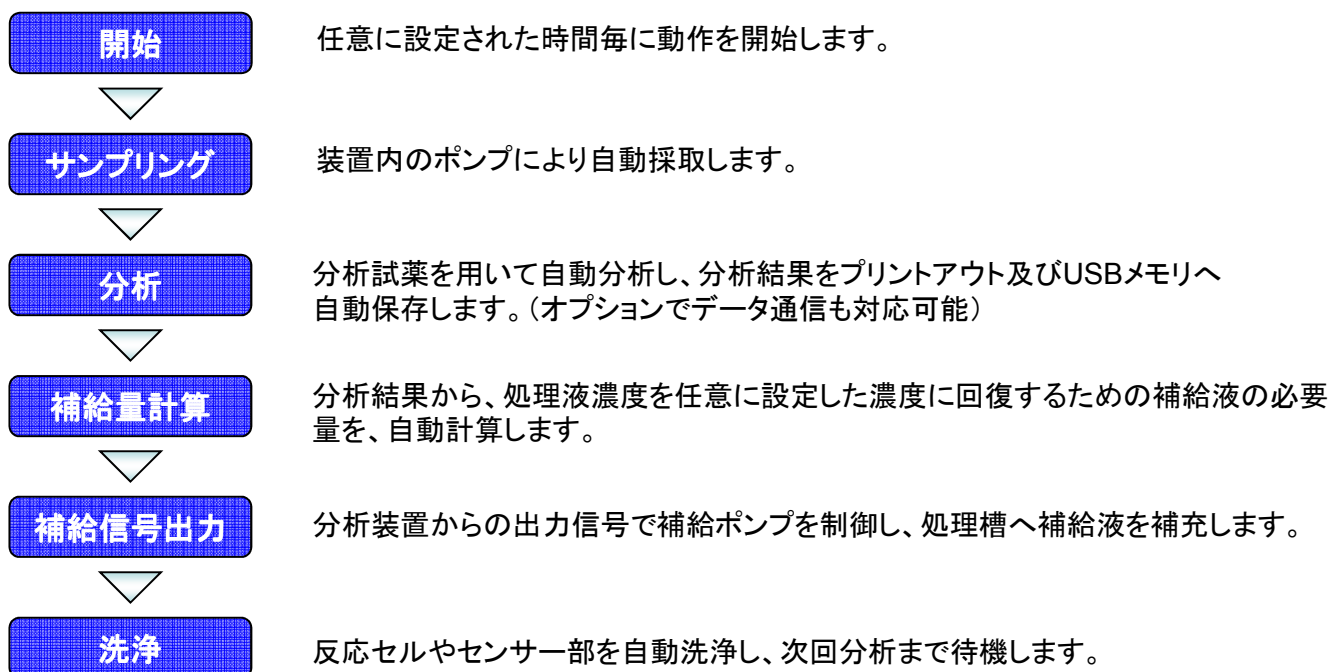 開始
任意に設定された時間毎に動作を開始します。
サンプリング
装置内のポンプにより自動採取します。
分析
分析試薬を用いて自動分析し、分析結果をプリントアウト及びUSBメモリへ
自動保存します。（オプションでデータ通信も対応可能）
補給量計算
分析結果から、処理液濃度を任意に設定した濃度に回復するための補給液の必要
量を、自動計算します。
補給信号出力
分析装置からの出力信号で補給ポンプを制御し、処理槽へ補給液を補充します。
洗浄
反応セルやセンサー部を自動洗浄し、次回分析まで待機します。